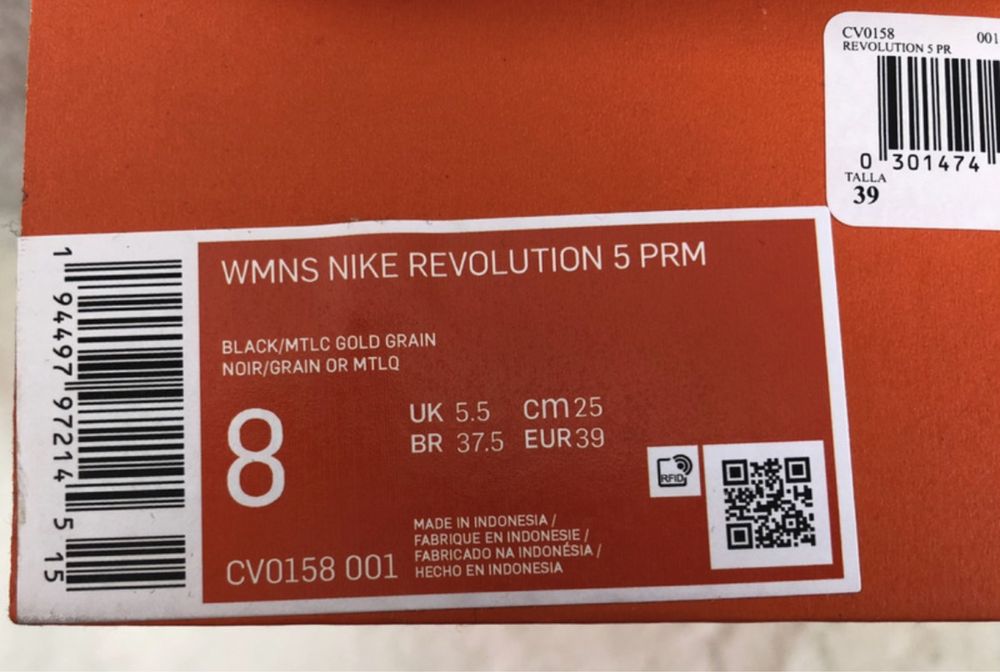 CV0158 001
REVOLUTION 5 PR
0 301474
TALLA
39
WMNS NIKE REVOLUTION 5 PRM
BLACK/MTLC GOLD GRAIN
NOIR/GRAIN OR MTLQ
8
UK 5.5 cm 25
BR 37.5 EUR 39
RFID
MADE IN INDONESIA /
FABRIQUE EN INDONESIE /
FABRICADO NA INDONÉSIA /
HECHO EN INDONESIA
CV0158 001
1 94497 97214 5 15